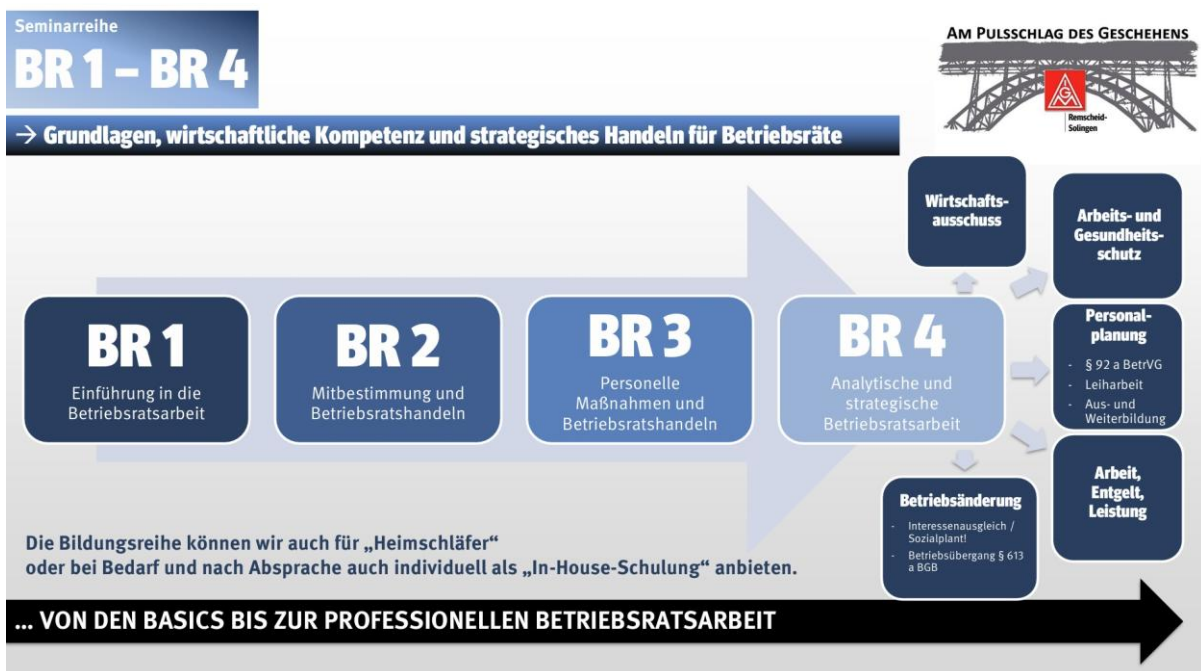 Seminarreihe
BR 1 – BR 4
→ Grundlagen, wirtschaftliche Kompetenz und strategisches Handeln für Betriebsräte
AM PULSSCHLAG DES GESCHEHENS
IGM
Remscheid-
Solingen
BR 1
Einführung in die
Betriebsratsarbeit
BR 2
Mitbestimmung und
Betriebsratshandeln
BR 3
Personelle
Maßnahmen und
Betriebsratshandeln
BR 4
Analytische und
strategische
Betriebsratsarbeit
Wirtschafts-
ausschuss
Arbeits- und
Gesundheits-
schutz
Personal-
planung
- § 92 a BetrVG
- Leiharbeit
- Aus- und
Weiterbildung
Arbeit,
Entgelt,
Leistung
Betriebsänderung
- Interessenausgleich /
Sozialplant!
- Betriebsübergang § 613
a BGB
Die Bildungsreihe können wir auch für „Heimschläfer“
oder bei Bedarf und nach Absprache auch individuell als „In-House-Schulung“ anbieten.
... VON DEN BASICS BIS ZUR PROFESSIONELLEN BETRIEBSRATSARBEIT